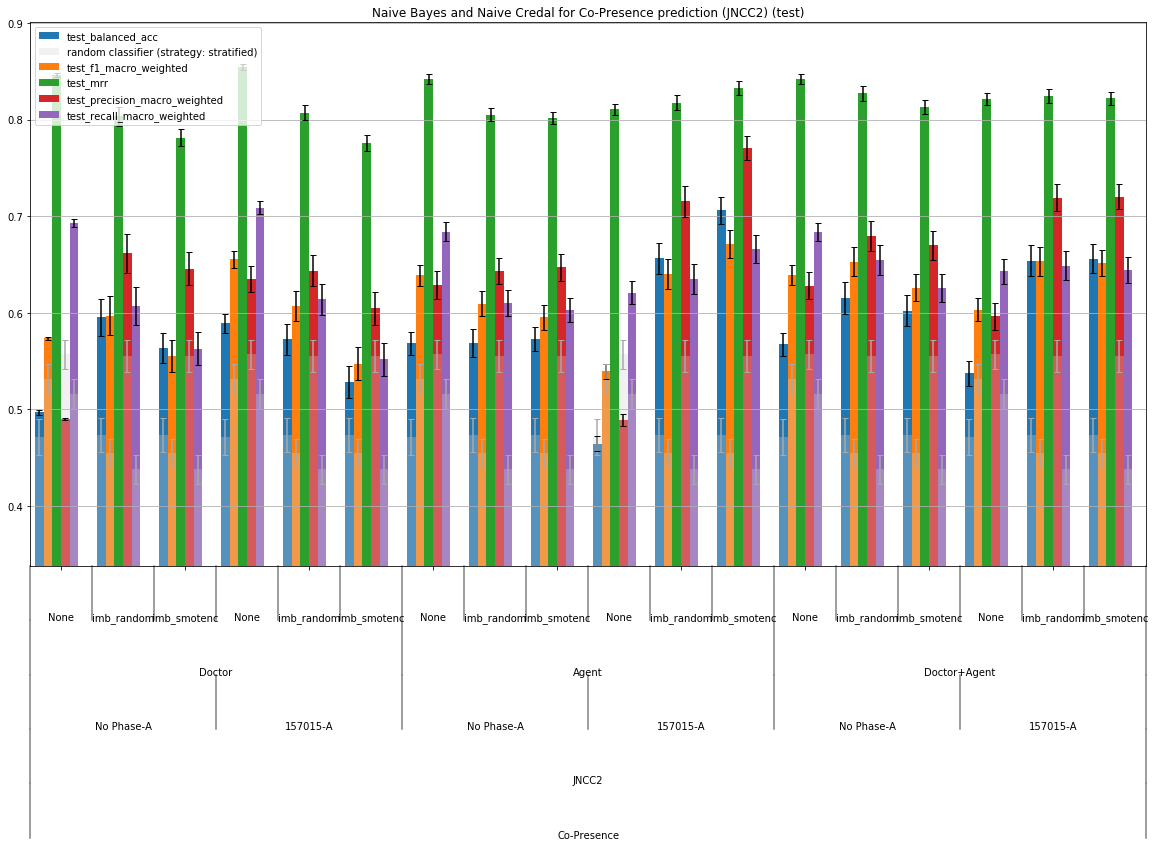 Naive Bayes and Naive Credal for Co-Presence prediction (JNCC2) (test)
0.9
0.8
0.7
0.6
0.5
0.4
test_balanced_acc
random classifier (strategy: stratified)
test_f1_macro_weighted
test_mrr
test_precision_macro_weighted
test_recall_macro_weighted
None imb_random imb_smotenc None imb_random imb_smotenc None imb_random imb_smotenc None imb_random imb_smotenc None imb_random imb_smotenc None imb_random imb_smotenc
Doctor Agent Doctor+Agent
No Phase-A 157015-A No Phase-A 157015-A No Phase-A 157015-A
JNCC2
Co-Presence